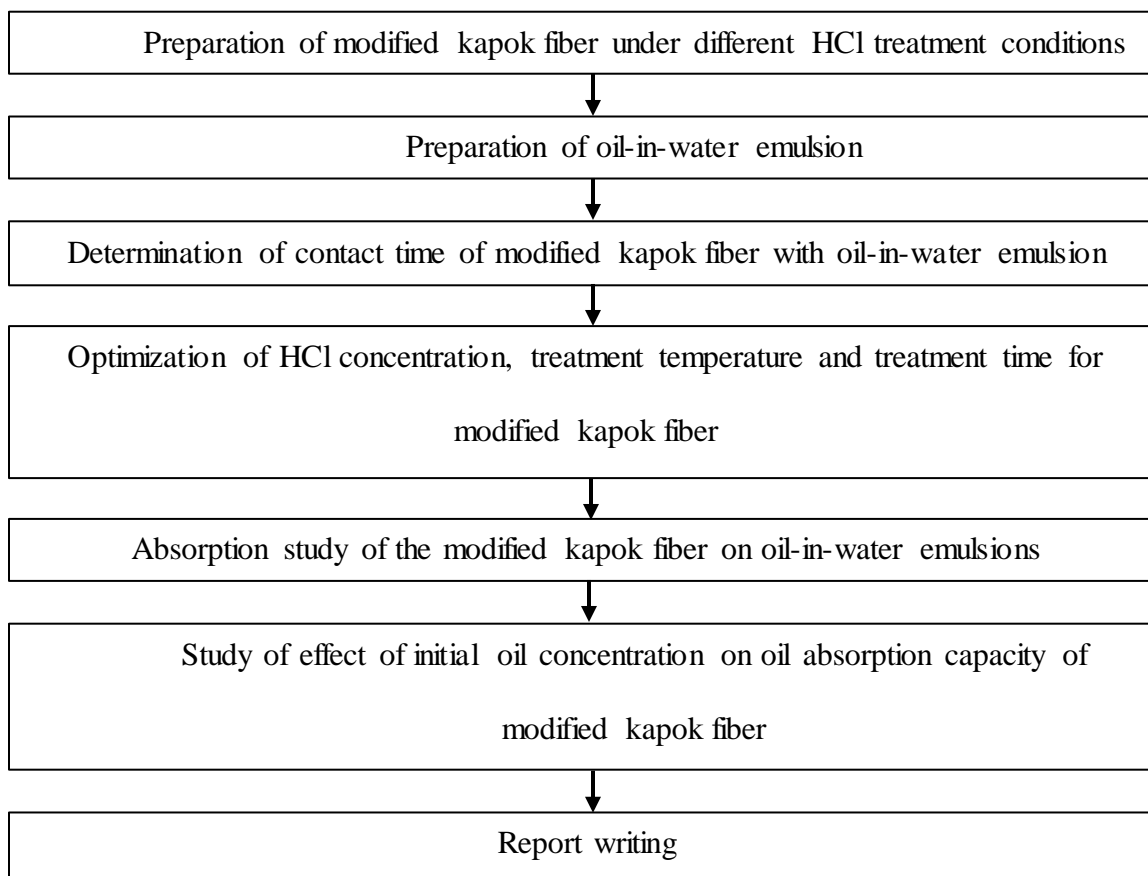 Preparation of modified kapok fiber under different HCl treatment conditions
Preparation of oil-in-water emulsion
Determination of contact time of modified kapok fiber with oil-in-water emulsion
Optimization of HCl concentration, treatment temperature and treatment time for
modified kapok fiber
Absorption study of the modified kapok fiber on oil-in-water emulsions
Study of effect of initial oil concentration on oil absorption capacity of
modified kapok fiber
Report writing